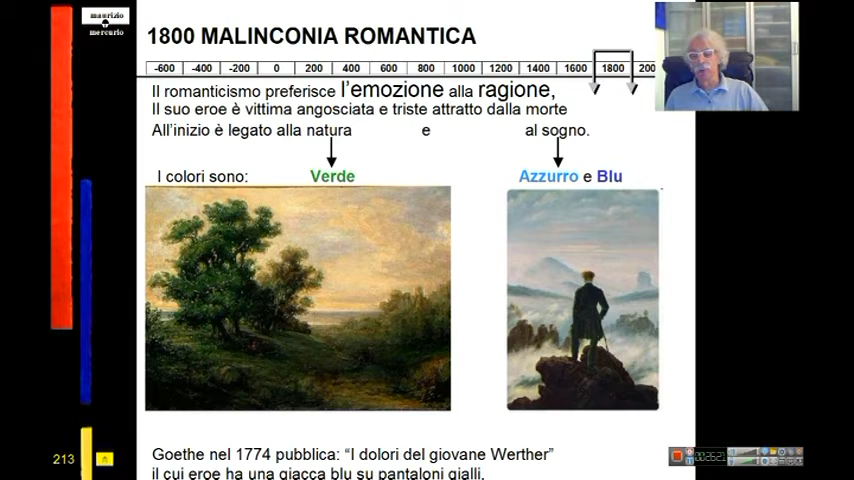 maurizio
mercurio
1800 MALINCONIA ROMANTICA
-600 -400 -200 0 200 400 600 800 1000 1200 1400 1600 1800 200
Il romanticismo preferisce l'emozione alla ragione,
Il suo eroe è vittima angosciata e triste attratto dalla morte
All'inizio è legato alla natura e al sogno.
I colori sono: Verde Azzurro e Blu
Goethe nel 1774 pubblica: “I dolori del giovane Werther”
il cui eroe ha una giacca blu su pantaloni gialli,
213